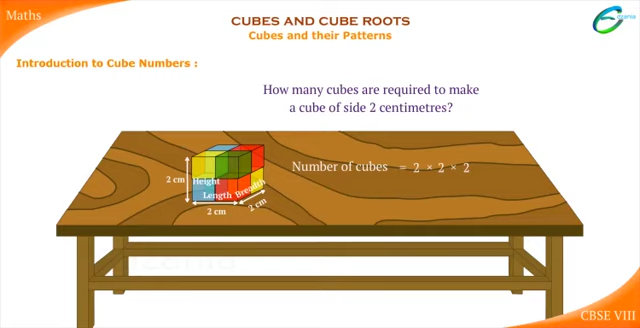 Maths
CUBES AND CUBE ROOTS
Cubes and their Patterns
Introduction to Cube Numbers :
How many cubes are required to make
a cube of side 2 centimetres?
Number of cubes = 2 × 2 × 2
2 cm
Height
Length
Breadth
2 cm
2 cm
CBSE VIII